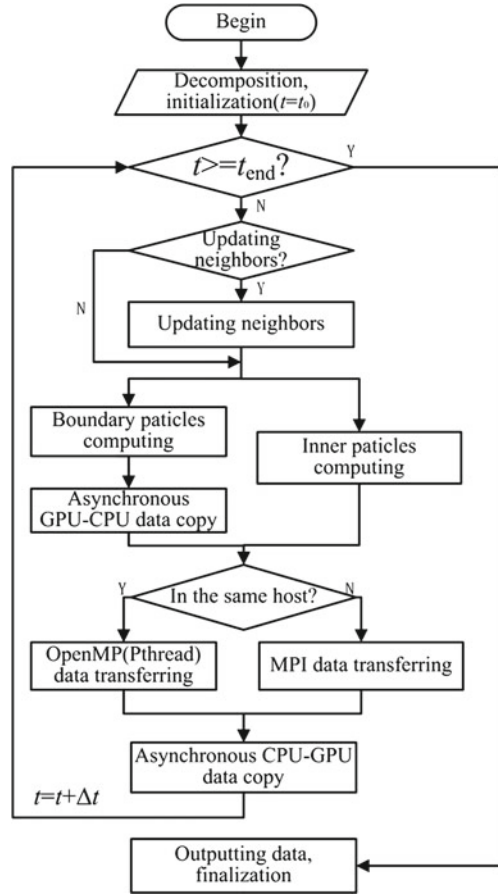 Begin
Decomposition,
initialization(t=t₀)
t>=t_end?
Y
N
Updating
neighbors?
N
Y
Updating neighbors
Boundary paticles
computing
Inner paticles
computing
Asynchronous
GPU-CPU data copy
In the same host?
Y
N
OpenMP(Pthread)
data transferring
MPI data transferring
Asynchronous CPU-GPU
data copy
t=t+Δt
Outputting data,
finalization